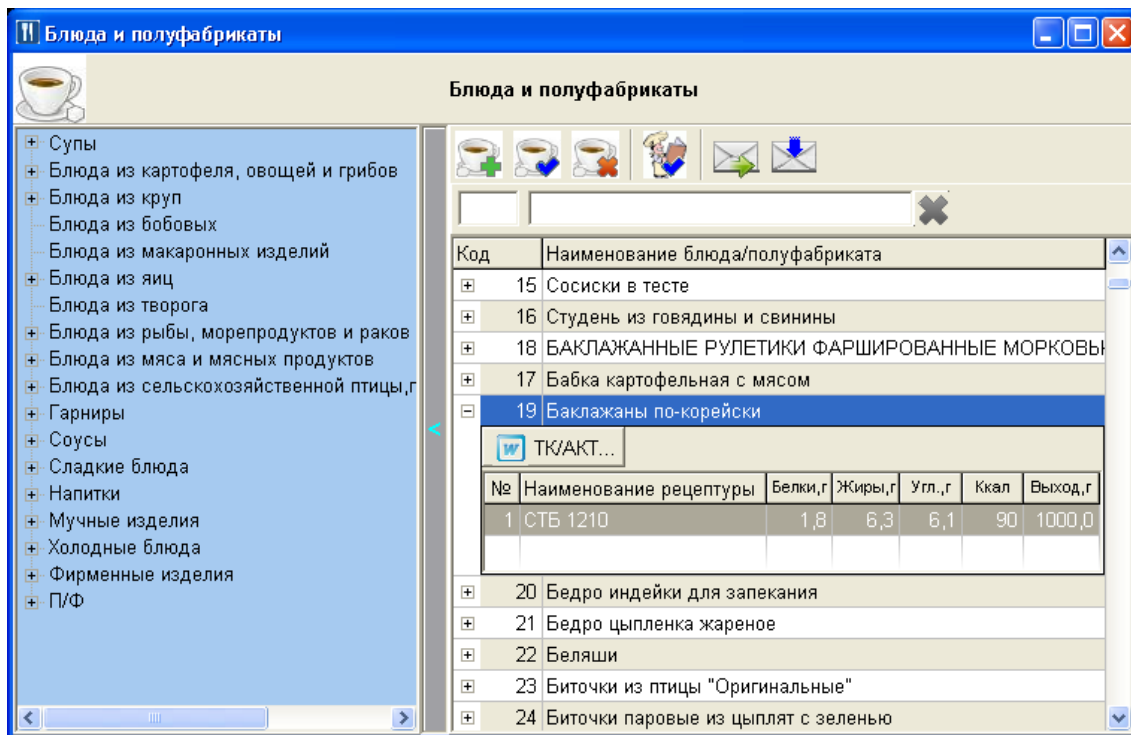 Блюда и полуфабрикаты
Блюда и полуфабрикаты
Супы
Блюда из картофеля, овощей и грибов
Блюда из круп
Блюда из бобовых
Блюда из макаронных изделий
Блюда из яиц
Блюда из творога
Блюда из рыбы, морепродуктов и раков
Блюда из мяса и мясных продуктов
Блюда из сельскохозяйственной птицы,
Гарниры
Соусы
Сладкие блюда
Напитки
Мучные изделия
Холодные блюда
Фирменные изделия
П/Ф
<
Код Наименование блюда/полуфабриката
15 Сосиски в тесте
16 Студень из говядины и свинины
18 БАКЛАЖАННЫЕ РУЛЕТИКИ ФАРШИРОВАННЫЕ МОРКОВЬ
17 Бабка картофельная с мясом
19 Баклажаны по-корейски
W ТК/АКТ...
№ Наименование рецептуры Белки,г Жиры,г Угл.,г Ккал Выход,г
1 СТБ 1210 1,8 6,3 6,1 90 1000,0
20 Бедро индейки для запекания
21 Бедро цыпленка жареное
22 Беляши
23 Биточки из птицы "Оригинальные"
24 Биточки паровые из цыплят с зеленью